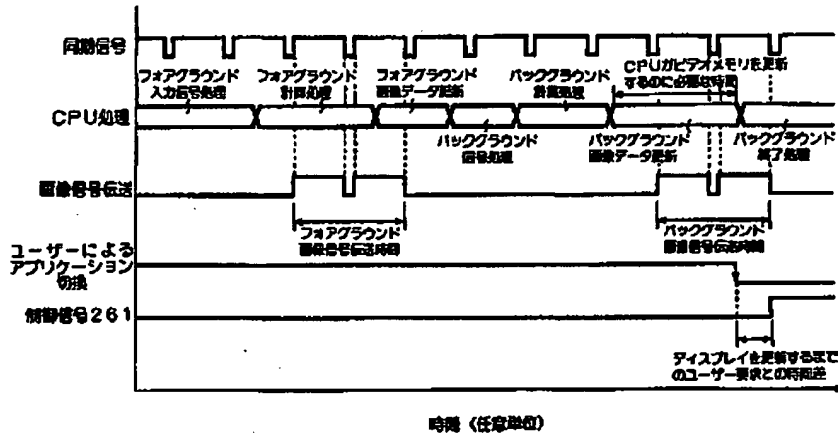 同期信号
フォアグラウンド
入力信号処理
フォアグラウンド
計算処理
フォアグラウンド
画像データ更新
バックグラウンド
計算処理
CPUがビデオメモリを更新
するのに必要な時間
CPU処理
バックグラウンド
信号処理
バックグラウンド
画像データ更新
バックグラウンド
終了処理
画像信号伝送
フォアグラウンド
画像信号伝送時間
バックグラウンド
画像信号伝送時間
ユーザーによる
アプリケーション
切換
制御信号261
ディスプレイを更新するまで
のユーザー要求との時間差
時間(任意単位)